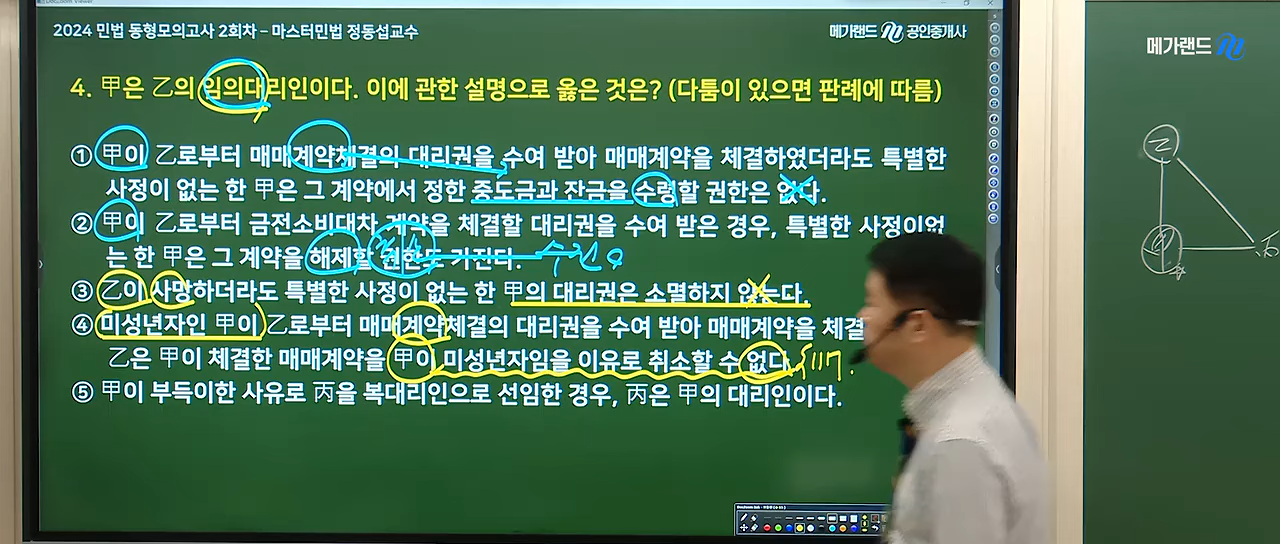 2024 민법 동형모의고사 2회차 – 마스터민법 정동섭교수
메가랜드 공인중개사
메가랜드
4. 甲은 乙의 임의대리인이다. 이에 관한 설명으로 옳은 것은? (다툼이 있으면 판례에 따름)
① 甲이 乙로부터 매매계약체결의 대리권을 수여 받아 매매계약을 체결하였더라도 특별한
사정이 없는 한 甲은 그 계약에서 정한 중도금과 잔금을 수령할 권한은 없다.
② 甲이 乙로부터 금전소비대차 계약을 체결할 대리권을 수여 받은 경우, 특별한 사정이 없
는 한 甲은 그 계약을 해제할 권한도 가진다.
③ 乙이 사망하더라도 특별한 사정이 없는 한 甲의 대리권은 소멸하지 않는다.
④ 미성년자인 甲이 乙로부터 매매계약체결의 대리권을 수여 받아 매매계약을 체결
乙은 甲이 체결한 매매계약을 甲이 미성년자임을 이유로 취소할 수 없다
117
⑤ 甲이 부득이한 사유로 丙을 복대리인으로 선임한 경우, 丙은 甲의 대리인이다.
乙
甲